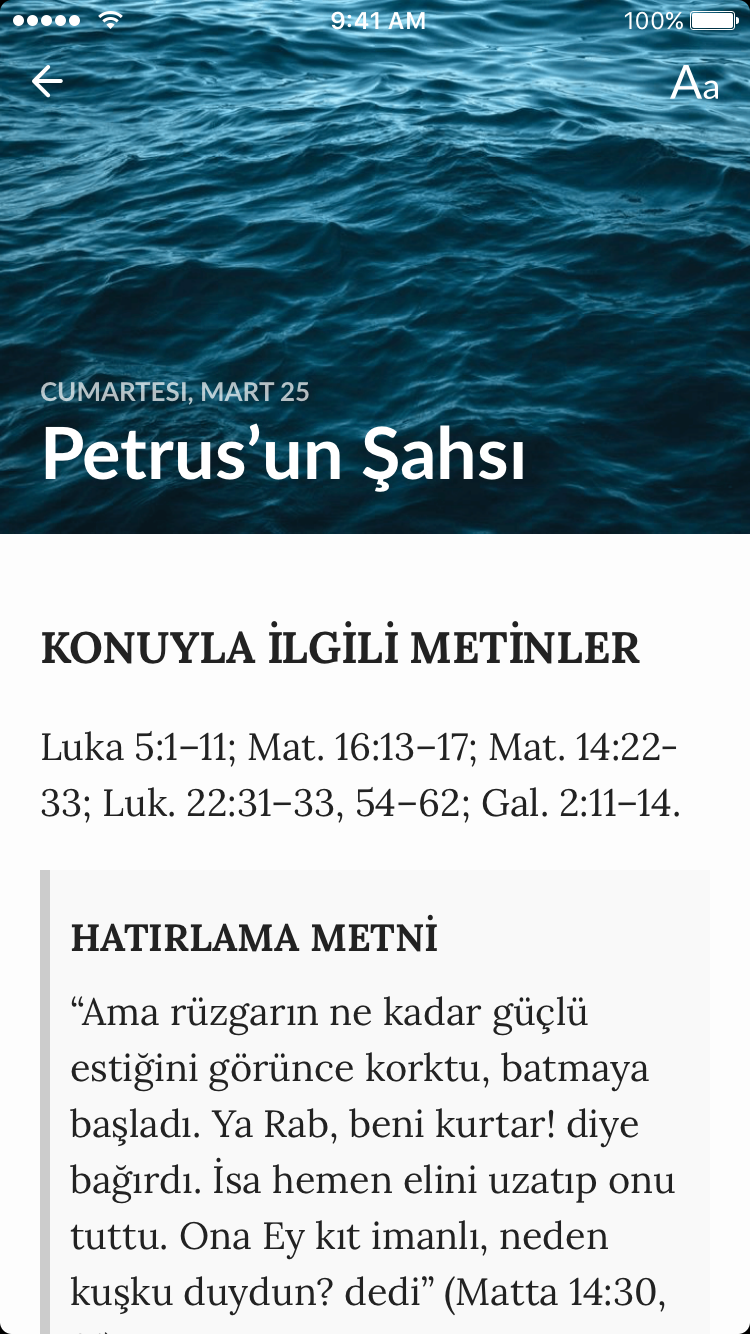 9:41 AM
100%
Aa
CUMARTESI, MART 25
Petrus’un Şahsı
KONUYLA İLGİLİ METİNLER
Luka 5:1–11; Mat. 16:13–17; Mat. 14:22-
33; Luk. 22:31–33, 54–62; Gal. 2:11–14.
HATIRLAMA METNİ
“Ama rüzgarın ne kadar güçlü
estiğini görünce korktu, batmaya
başladı. Ya Rab, beni kurtar! diye
bağırdı. İsa hemen elini uzatıp onu
tuttu. Ona Ey kıt imanlı, neden
kuşku duydun? dedi” (Matta 14:30,